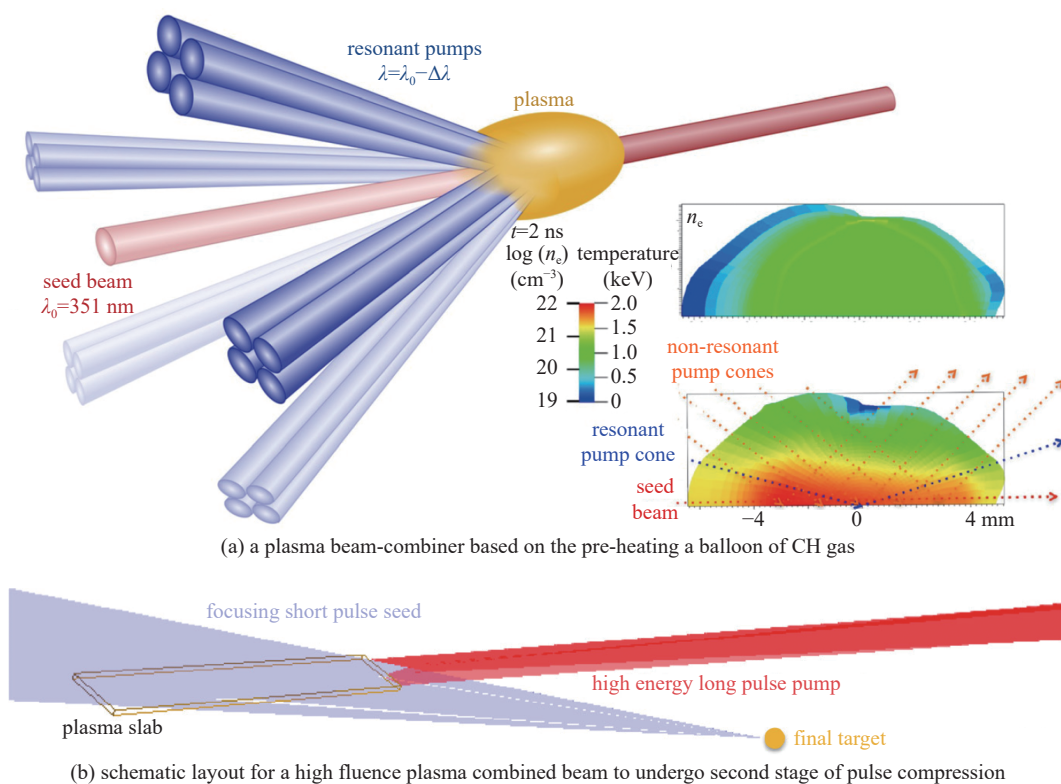 resonant pumps
λ=λ₀−Δλ
plasma
seed beam
λ₀=351 nm
t=2 ns
log (nₑ) temperature
(cm⁻³) (keV)
22 2.0
21 1.5
1.0
20 0.5
19 0
nₑ
non-resonant
pump cones
resonant
pump cone
seed
beam
−4 0 4 mm
(a) a plasma beam-combiner based on the pre-heating a balloon of CH gas
focusing short pulse seed
high energy long pulse pump
plasma slab
final target
(b) schematic layout for a high fluence plasma combined beam to undergo second stage of pulse compression